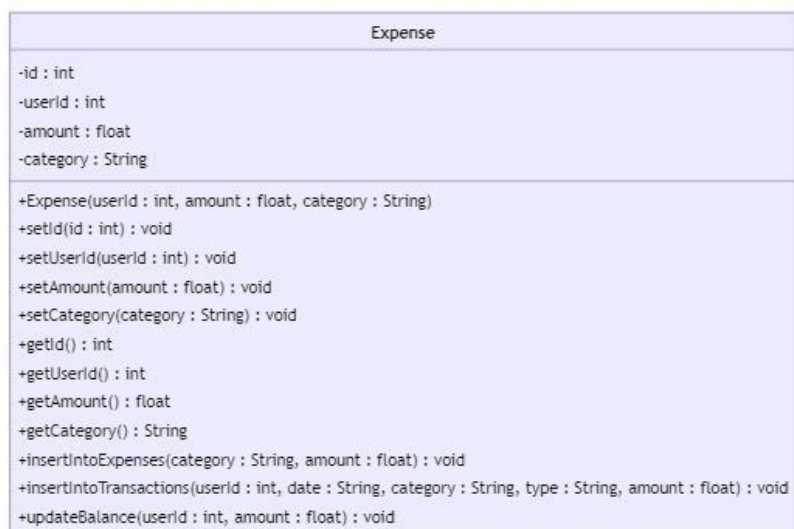 Expense
-id : int
-userId : int
-amount : float
-category : String
+Expense(userId : int, amount : float, category : String)
+setId(id : int) : void
+setUserId(userId : int) : void
+setAmount(amount : float) : void
+setCategory(category : String) : void
+getId() : int
+getUserId() : int
+getAmount() : float
+getCategory() : String
+insertIntoExpenses(category : String, amount : float) : void
+insertIntoTransactions(userId : int, date : String, category : String, type : String, amount : float) : void
+updateBalance(userId : int, amount : float) : void